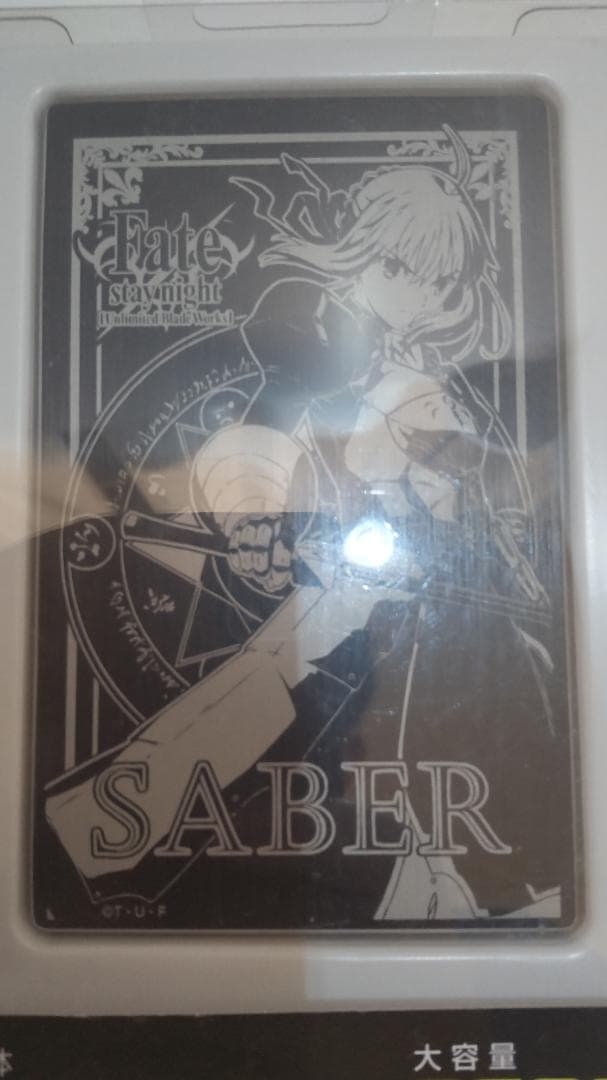 Fate
stay night
[Unlimited Blade Works]
SABER
©T・U・F
大容量